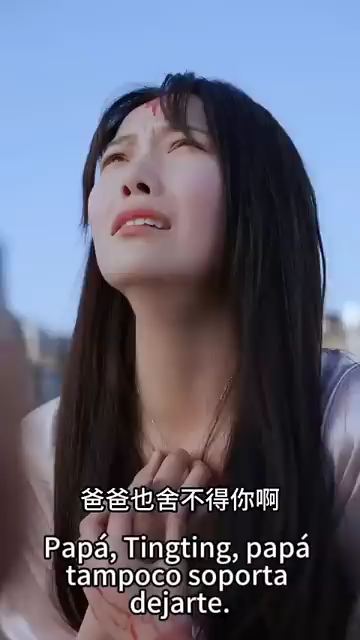 爸爸也舍不得你啊
Papá, Tingting, papá
tampoco soporta
dejarte.